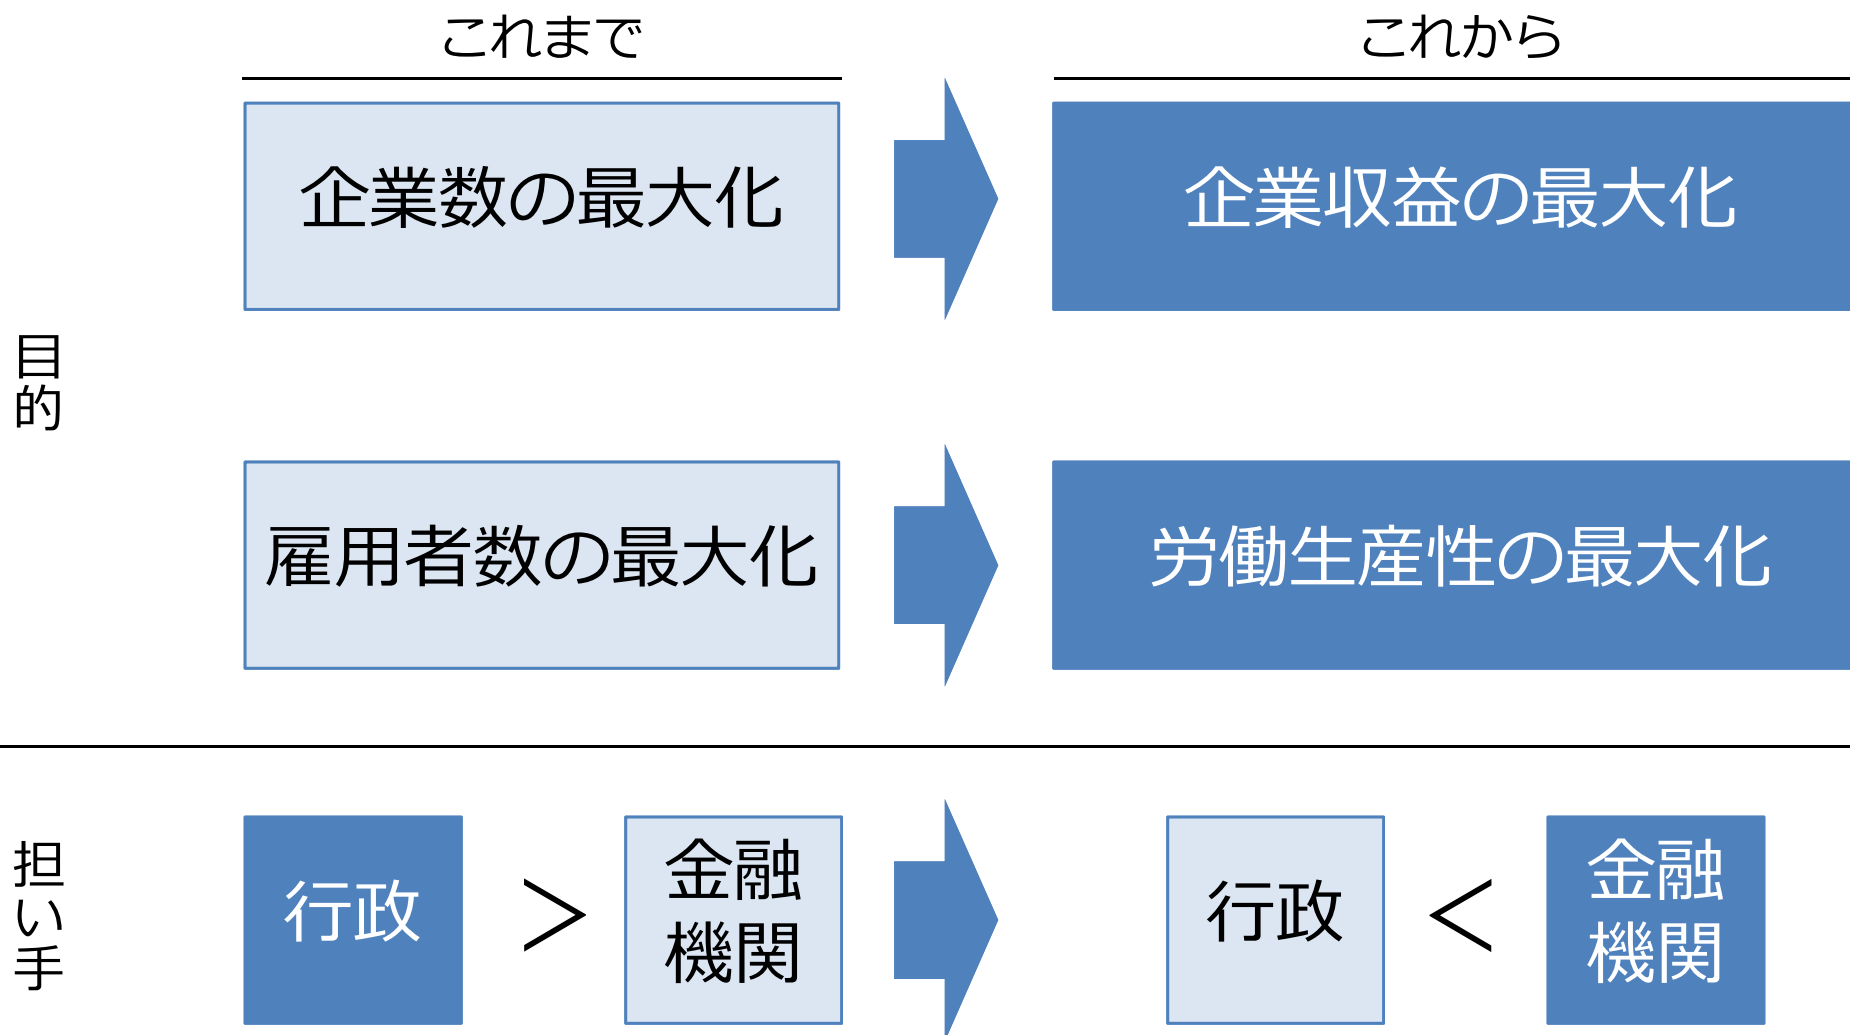 これまで
これから
目的
企業数の最大化
企業収益の最大化
雇用者数の最大化
労働生産性の最大化
担い手
行政
＞
金融
機関
行政
＜
金融
機関